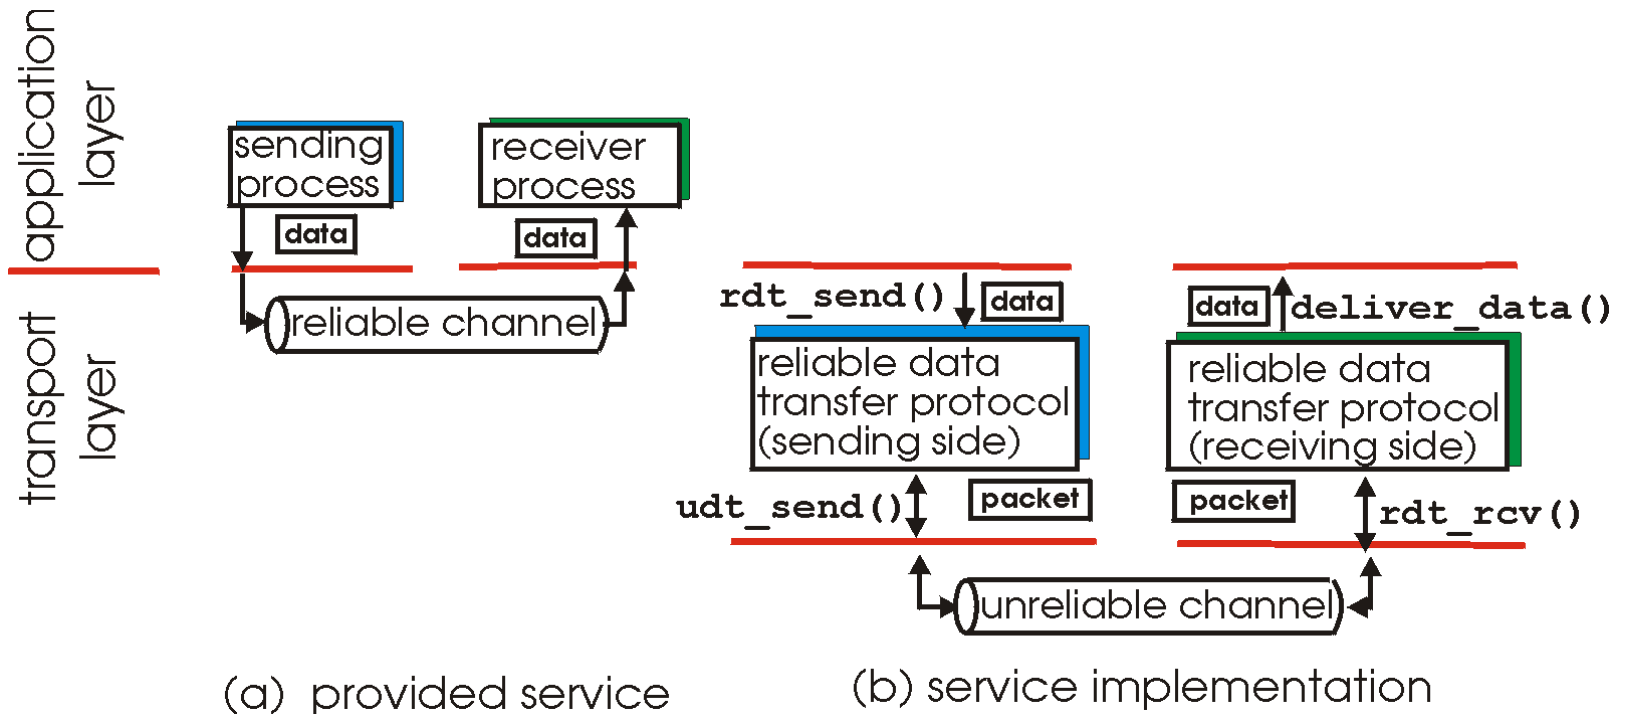 application
layer
transport
layer
sending
process
receiver
process
data
data
reliable channel
(a) provided service
rdt_send()
data
data
deliver_data()
reliable data
transfer protocol
(sending side)
reliable data
transfer protocol
(receiving side)
udt_send()
packet
packet
rdt_rcv()
unreliable channel
(b) service implementation